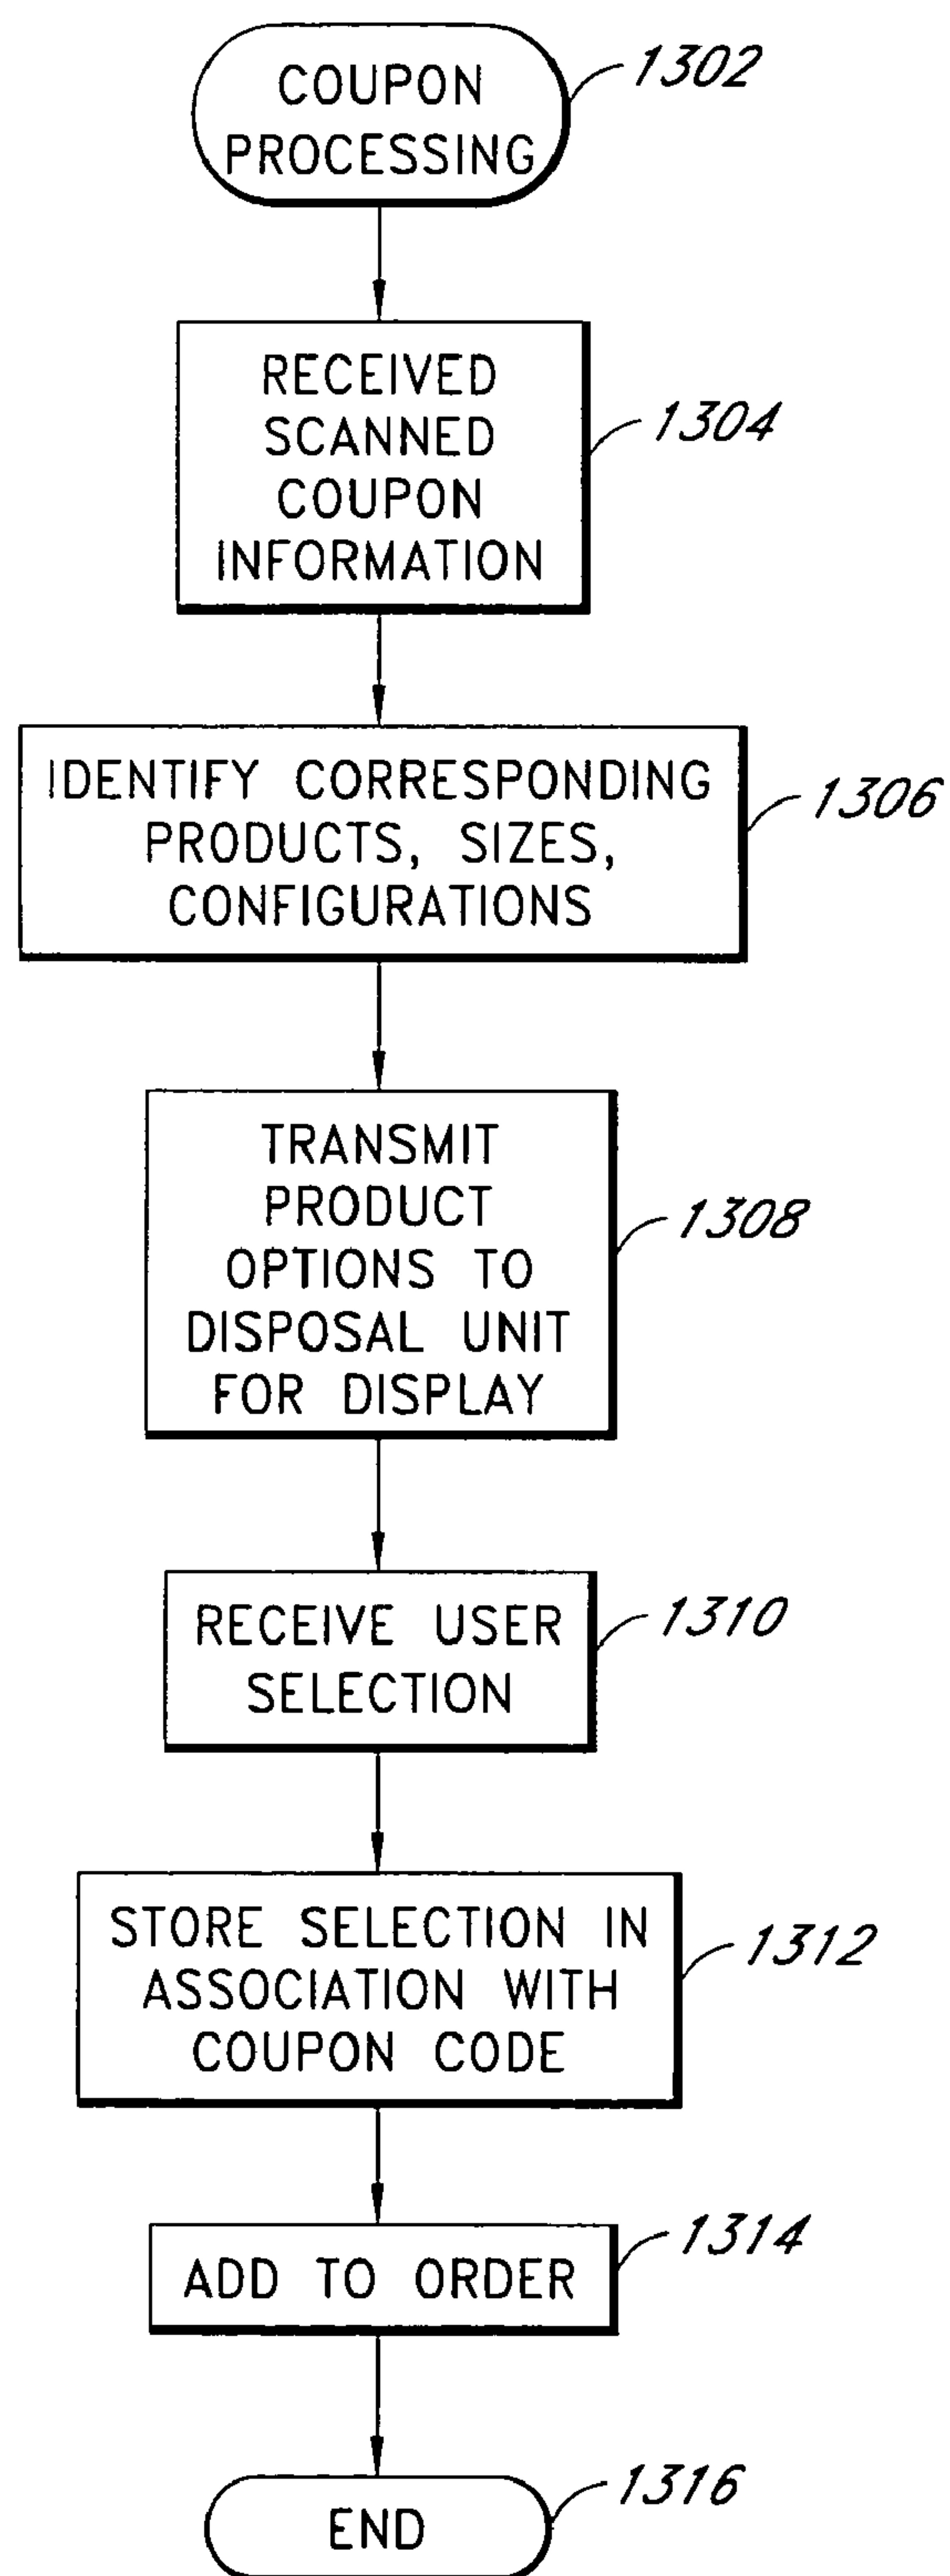 COUPON
PROCESSING
1302
RECEIVED
SCANNED
COUPON
INFORMATION
1304
IDENTIFY CORRESPONDING
PRODUCTS, SIZES,
CONFIGURATIONS
1306
TRANSMIT
PRODUCT
OPTIONS TO
DISPOSAL UNIT
FOR DISPLAY
1308
RECEIVE USER
SELECTION
1310
STORE SELECTION IN
ASSOCIATION WITH
COUPON CODE
1312
ADD TO ORDER
1314
END
1316